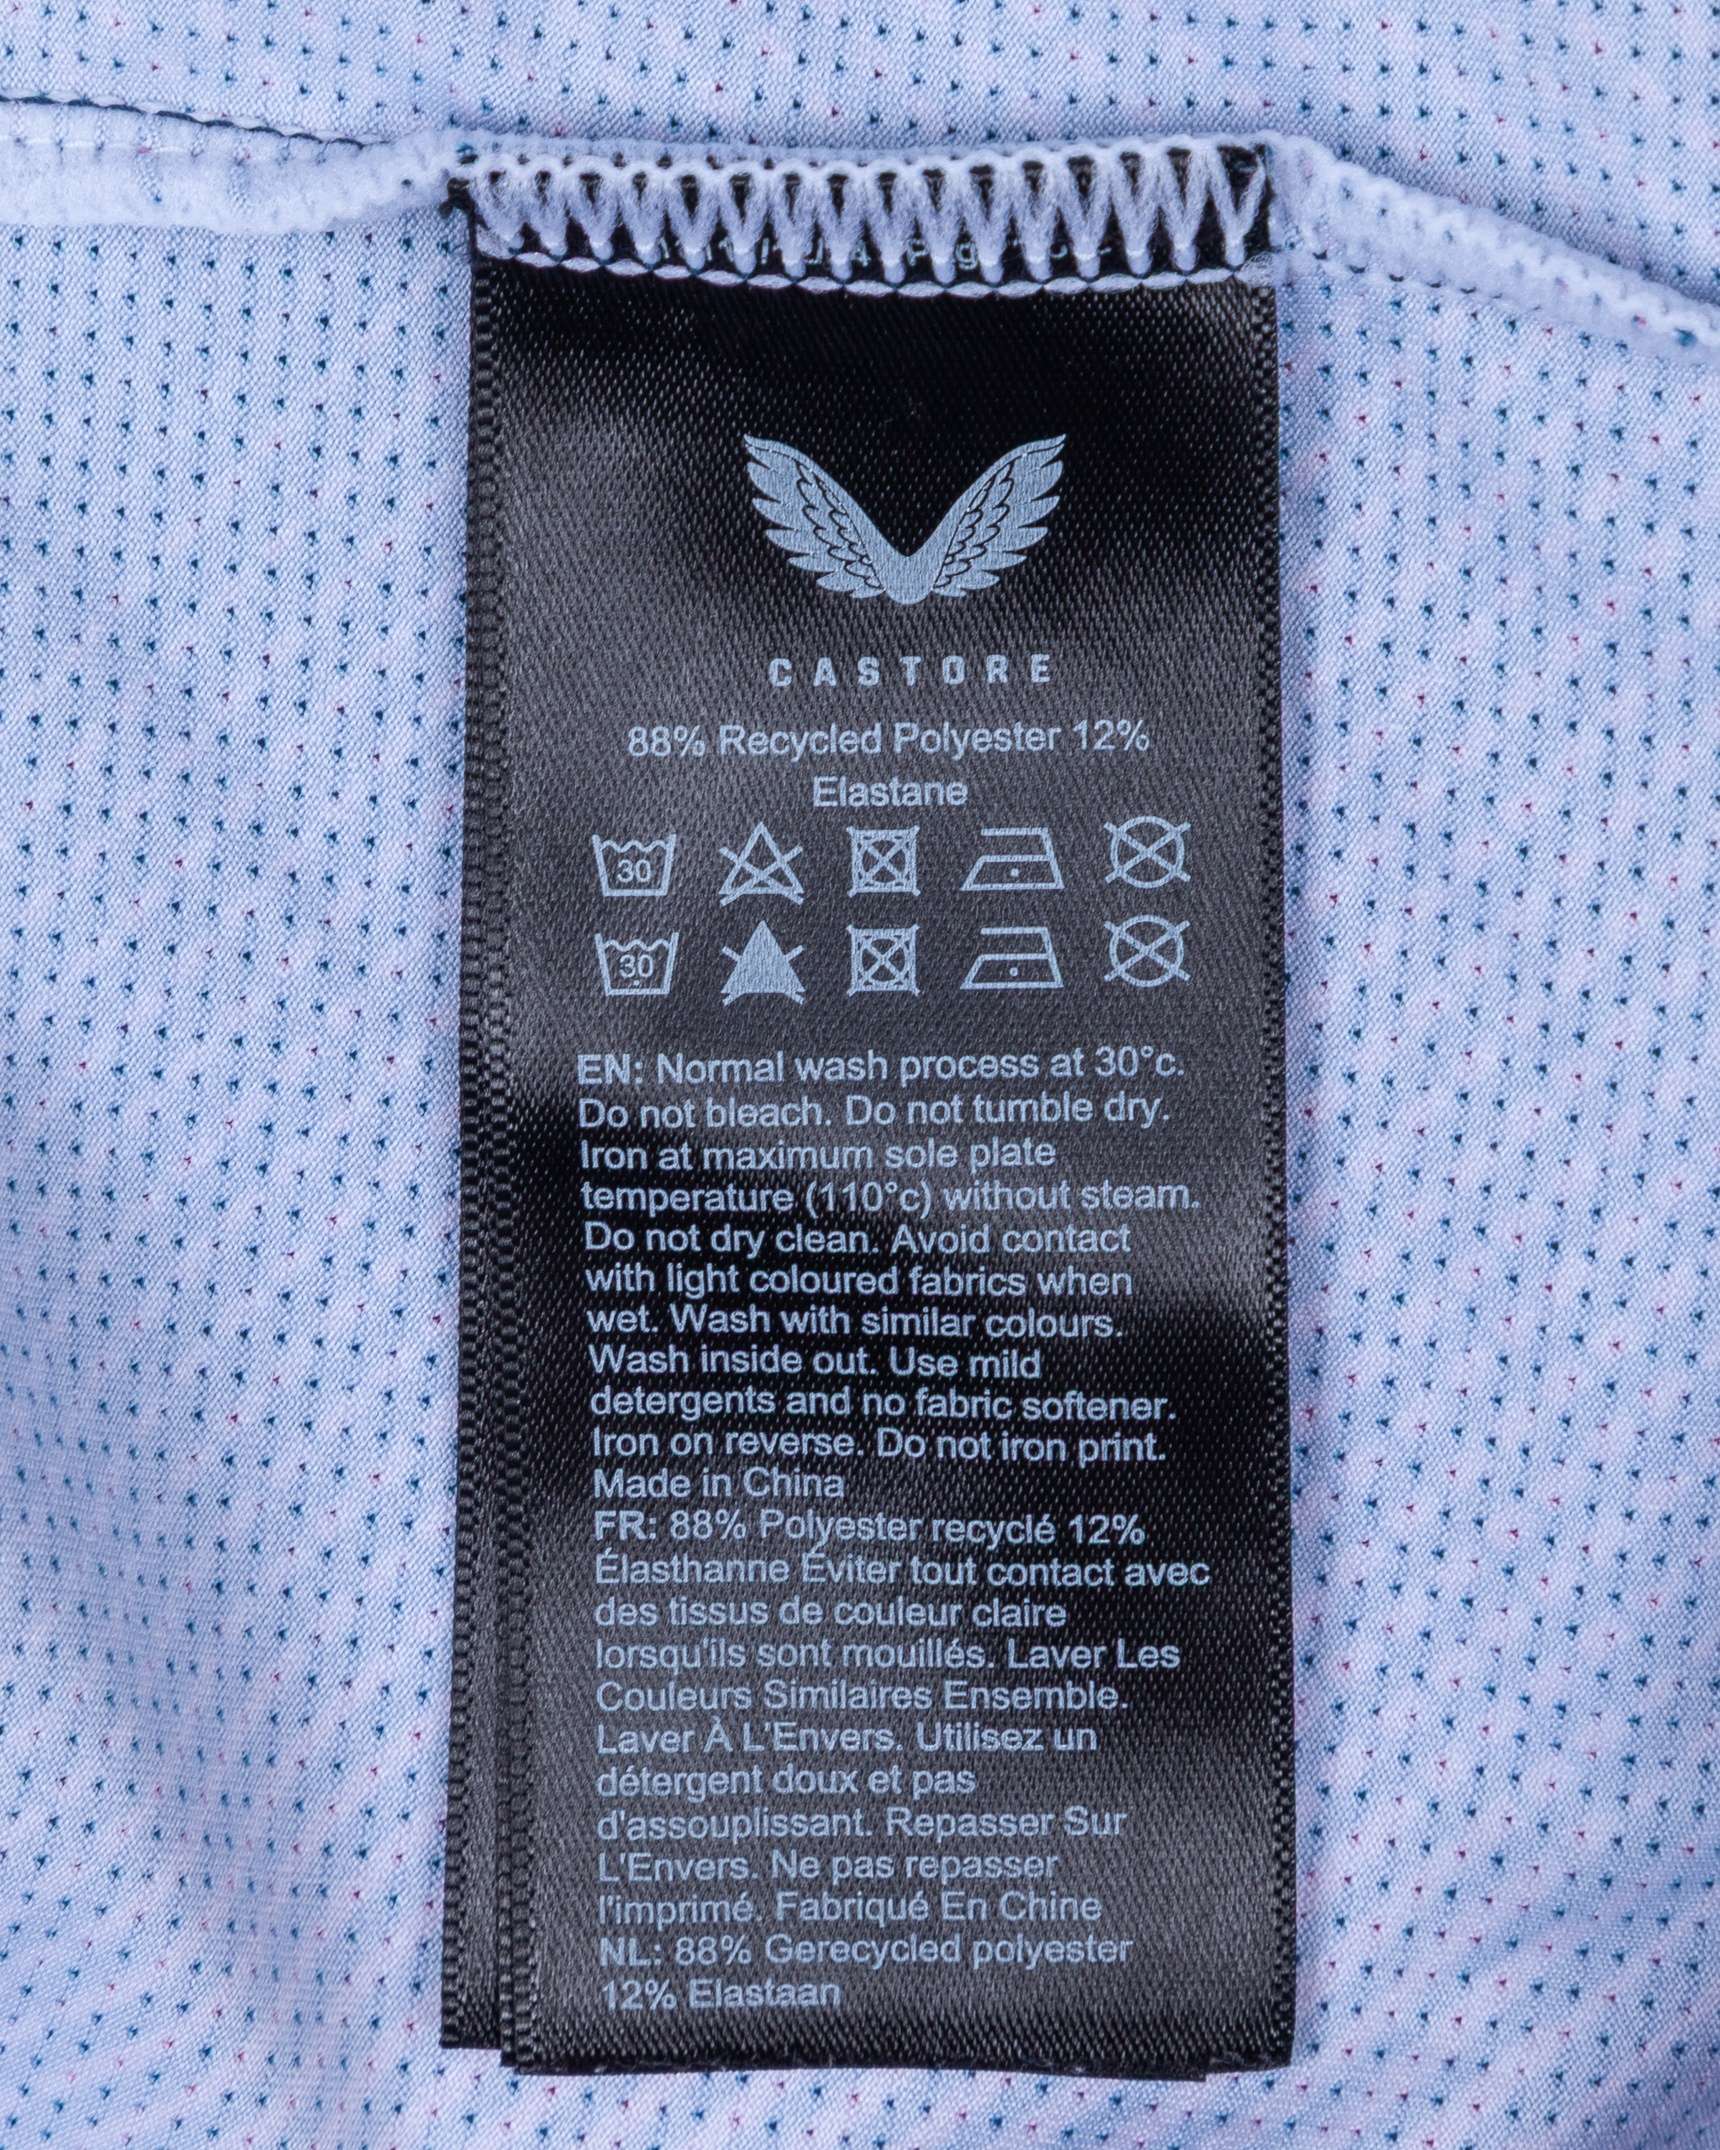 CASTORE
88% Recycled Polyester 12%
Elastane
30
30
EN: Normal wash process at 30°c.
Do not bleach. Do not tumble dry.
Iron at maximum sole plate
temperature (110°c) without steam.
Do not dry clean. Avoid contact
with light coloured fabrics when
wet. Wash with similar colours.
Wash inside out. Use mild
detergents and no fabric softener.
Iron on reverse. Do not iron print.
Made in China
FR: 88% Polyester recyclé 12%
Élasthanne Éviter tout contact avec
des tissus de couleur claire
lorsqu'ils sont mouillés. Laver Les
Couleurs Similaires Ensemble.
Laver À L'Envers. Utilisez un
détergent doux et pas
d'assouplissant. Repasser Sur
L'Envers. Ne pas repasser
l'imprimé. Fabriqué En Chine
NL: 88% Gerecycled polyester
12% Elastaan